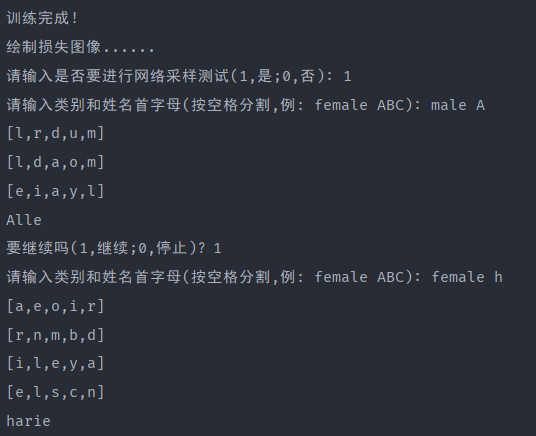 训练完成!
绘制损失图像......
请输入是否要进行网络采样测试(1,是;0,否): 1
请输入类别和姓名首字母(按空格分割,例: female ABC): male A
[l,r,d,u,m]
[l,d,a,o,m]
[e,i,a,y,l]
Alle
要继续吗(1,继续;0,停止)? 1
请输入类别和姓名首字母(按空格分割,例: female ABC): female h
[a,e,o,i,r]
[r,n,m,b,d]
[i,l,e,y,a]
[e,l,s,c,n]
harie